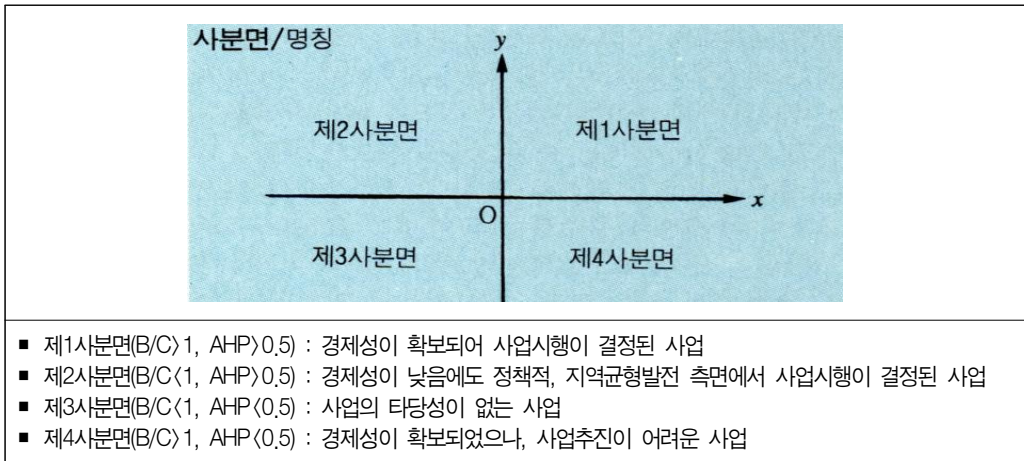 사분면/명칭
y
제2사분면 제1사분면
x
O
제3사분면 제4사분면
▪ 제1사분면(B/C〉1, AHP〉0.5) : 경제성이 확보되어 사업시행이 결정된 사업
▪ 제2사분면(B/C〈1, AHP〉0.5) : 경제성이 낮음에도 정책적, 지역균형발전 측면에서 사업시행이 결정된 사업
▪ 제3사분면(B/C〈1, AHP〈0.5) : 사업의 타당성이 없는 사업
▪ 제4사분면(B/C〉1, AHP〈0.5) : 경제성이 확보되었으나, 사업추진이 어려운 사업